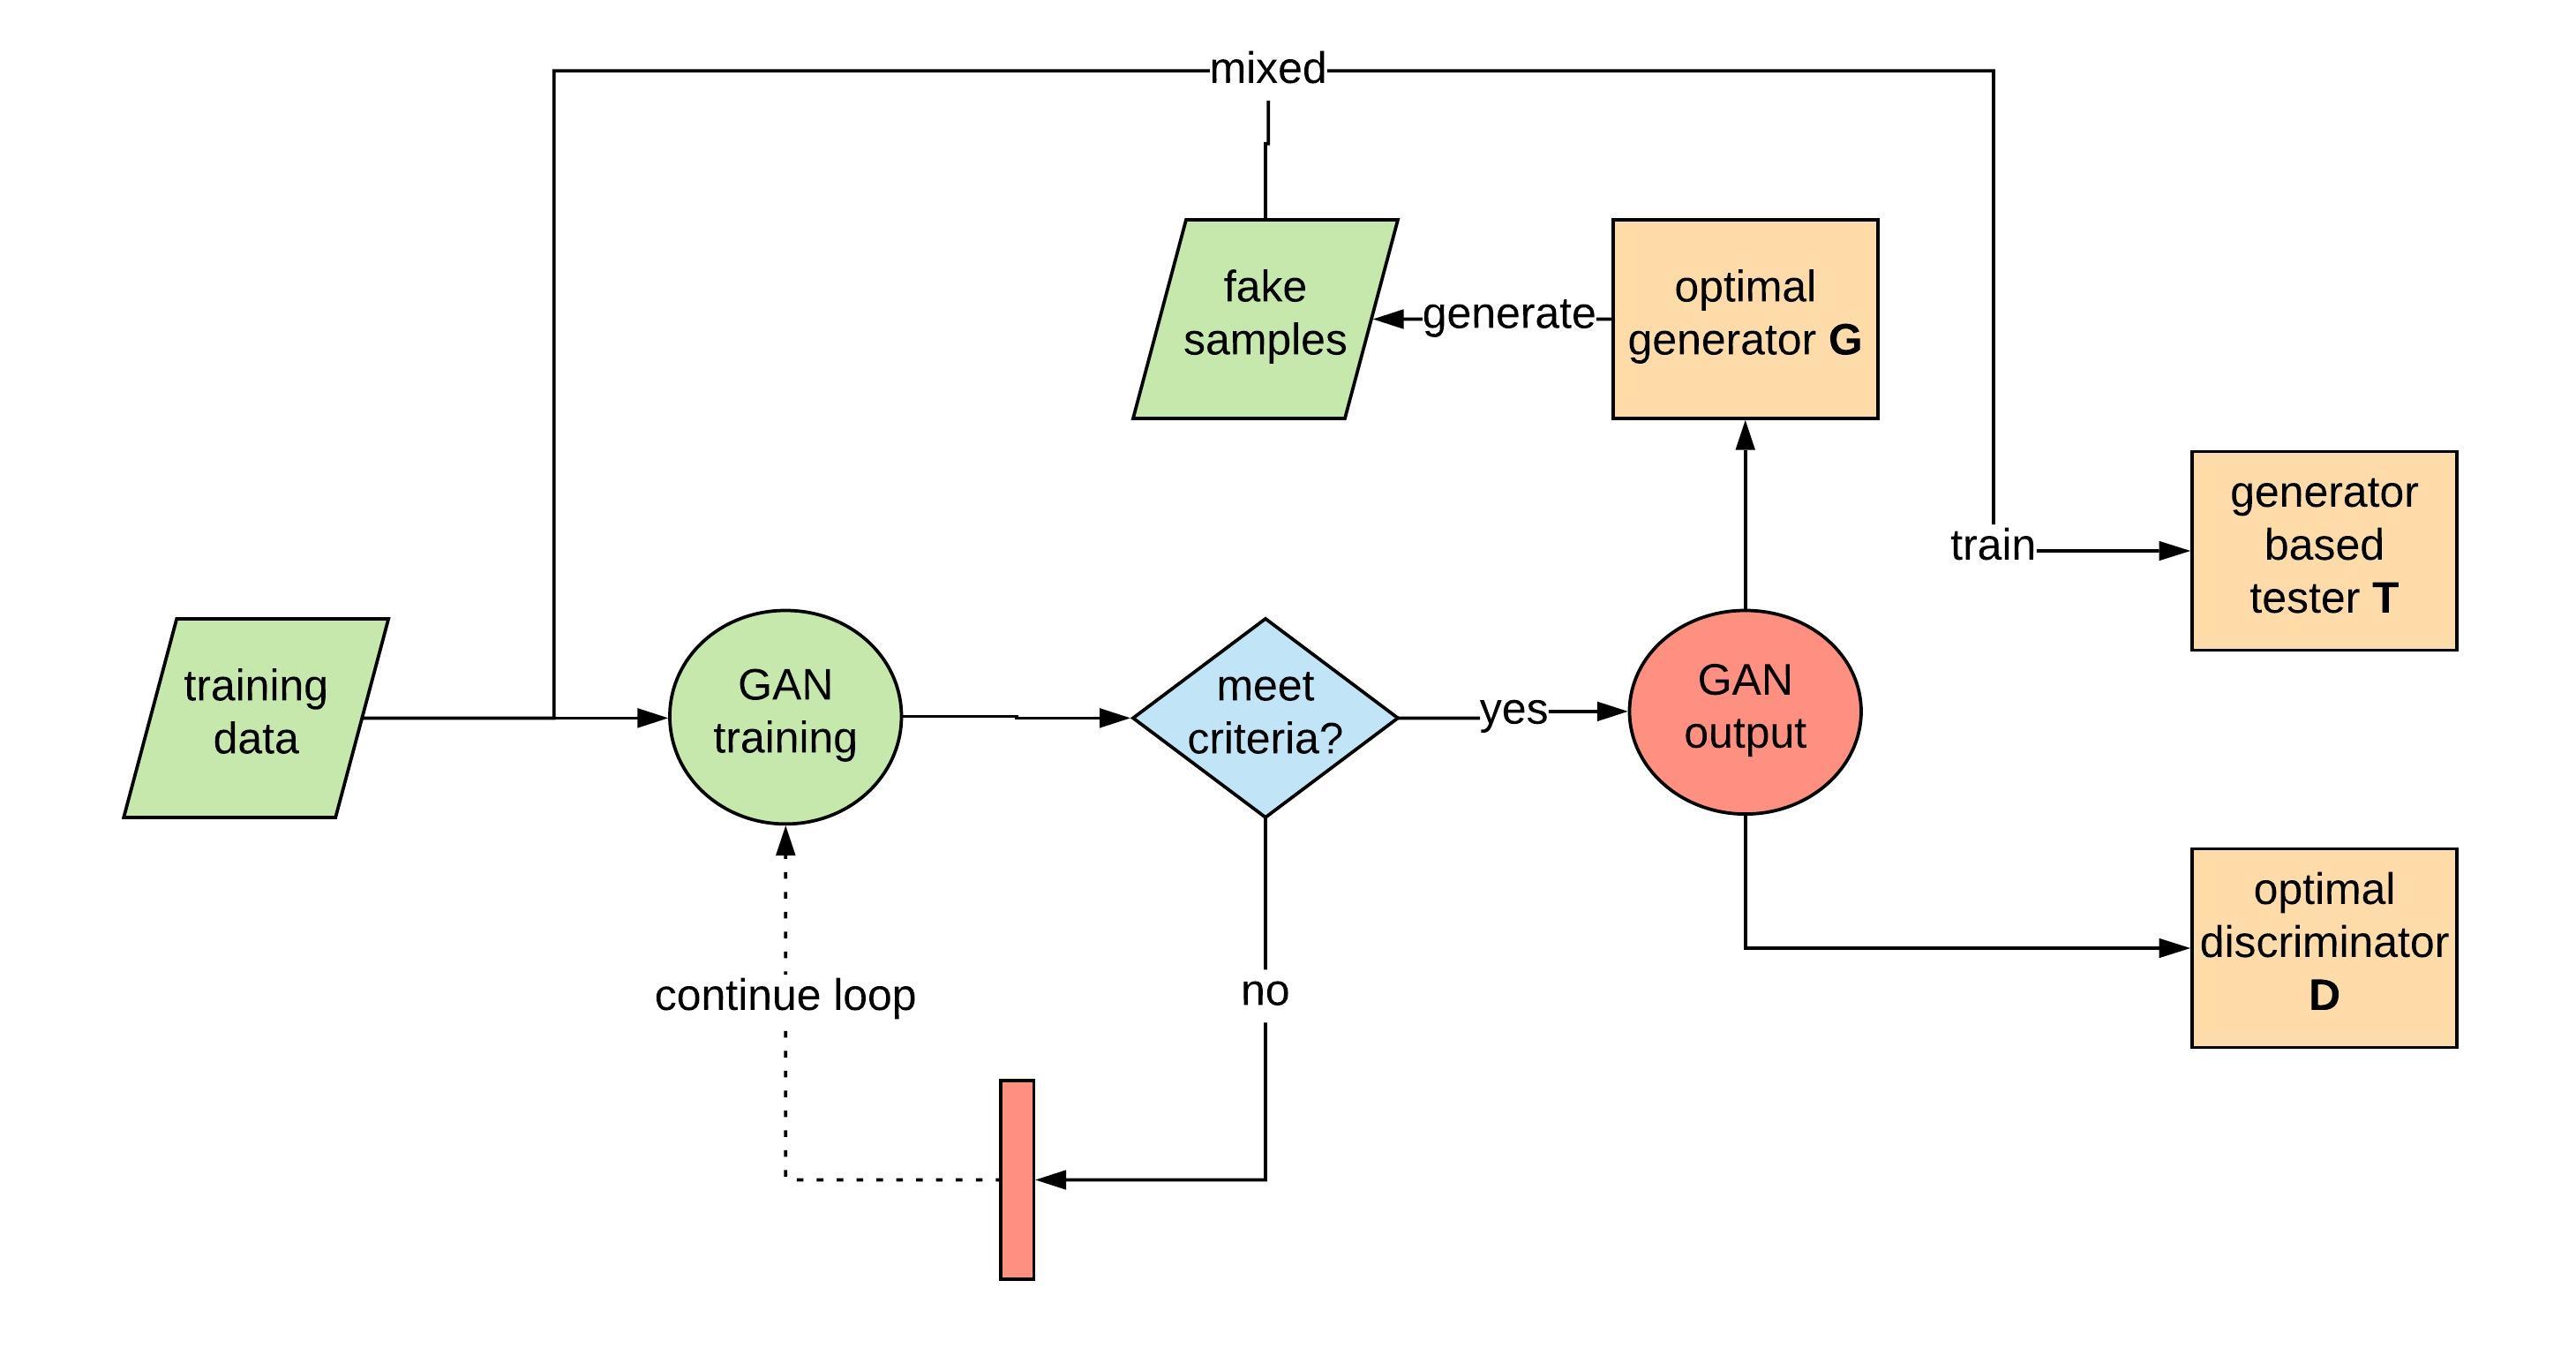 mixed
fake
samples
generate
optimal
generator G
generator
based
tester T
train
training
data
GAN
training
meet
criteria?
yes
GAN
output
optimal
discriminator
D
continue loop
no